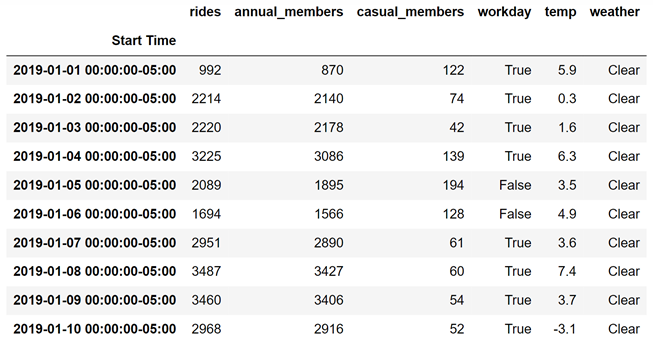 rides annual_members casual_members workday temp weather
Start Time
2019-01-01 00:00:00-05:00 992 870 122 True 5.9 Clear
2019-01-02 00:00:00-05:00 2214 2140 74 True 0.3 Clear
2019-01-03 00:00:00-05:00 2220 2178 42 True 1.6 Clear
2019-01-04 00:00:00-05:00 3225 3086 139 True 6.3 Clear
2019-01-05 00:00:00-05:00 2089 1895 194 False 3.5 Clear
2019-01-06 00:00:00-05:00 1694 1566 128 False 4.9 Clear
2019-01-07 00:00:00-05:00 2951 2890 61 True 3.6 Clear
2019-01-08 00:00:00-05:00 3487 3427 60 True 7.4 Clear
2019-01-09 00:00:00-05:00 3460 3406 54 True 3.7 Clear
2019-01-10 00:00:00-05:00 2968 2916 52 True -3.1 Clear